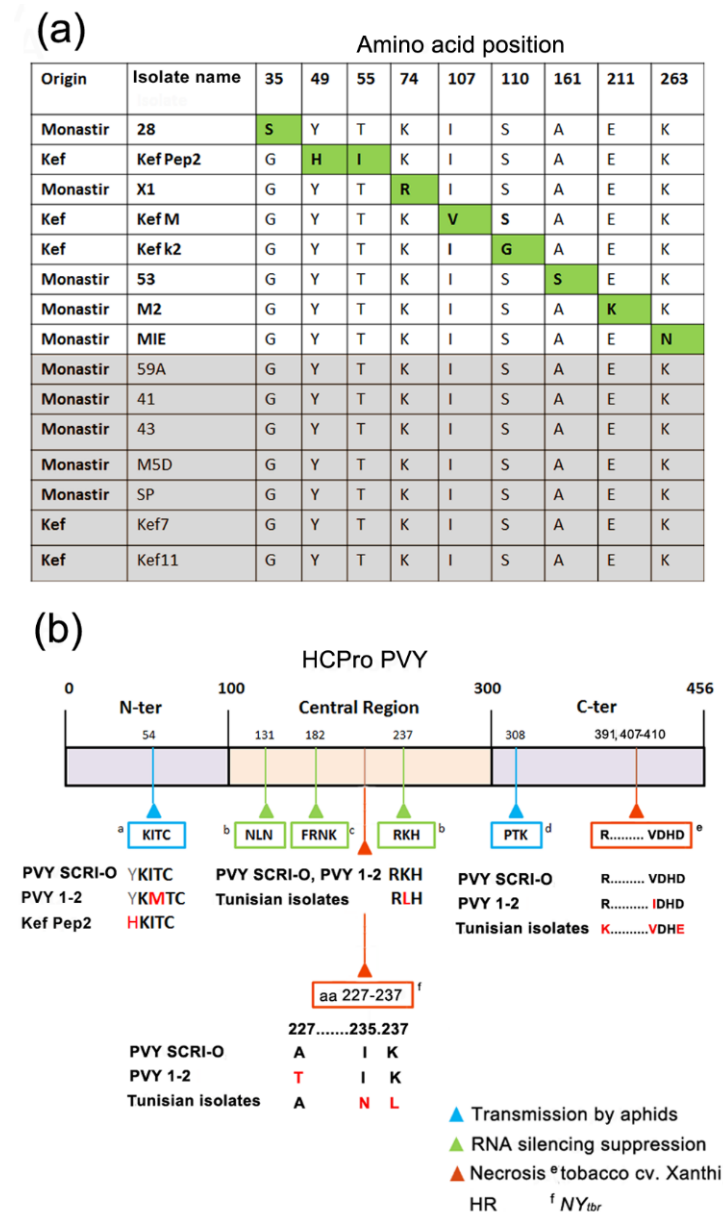 (a)
Amino acid position
Origin Isolate name 35 49 55 74 107 110 161 211 263
Monastir 28 S Y T K I S A E K
Kef Kef Pep2 G H I K I S A E K
Monastir X1 G Y T R I S A E K
Kef Kef M G Y T K V S A E K
Kef Kef k2 G Y T K I G A E K
Monastir 53 G Y T K I S S E K
Monastir M2 G Y T K I S A K K
Monastir MIE G Y T K I S A E N
Monastir 59A G Y T K I S A E K
Monastir 41 G Y T K I S A E K
Monastir 43 G Y T K I S A E K
Monastir M5D G Y T K I S A E K
Monastir SP G Y T K I S A E K
Kef Kef7 G Y T K I S A E K
Kef Kef11 G Y T K I S A E K
(b)
HCPro PVY
0 100 300 456
N-ter Central Region C-ter
54 131 182 237 308 391, 407-410
a KITC b NLN FRNK c RKH b PTK d R......... VDHD e
PVY SCRI-O YKITC
PVY 1-2 YKMTC
Kef Pep2 HKITC
PVY SCRI-O, PVY 1-2 RKH
Tunisian isolates RLH
PVY SCRI-O R......... VDHD
PVY 1-2 R......... IDHD
Tunisian isolates K..........VDHE
aa 227-237 f
227.......235.237
PVY SCRI-O A I K
PVY 1-2 T I K
Tunisian isolates A N L
Transmission by aphids
RNA silencing suppression
Necrosis e tobacco cv. Xanthi
HR f NYtbr